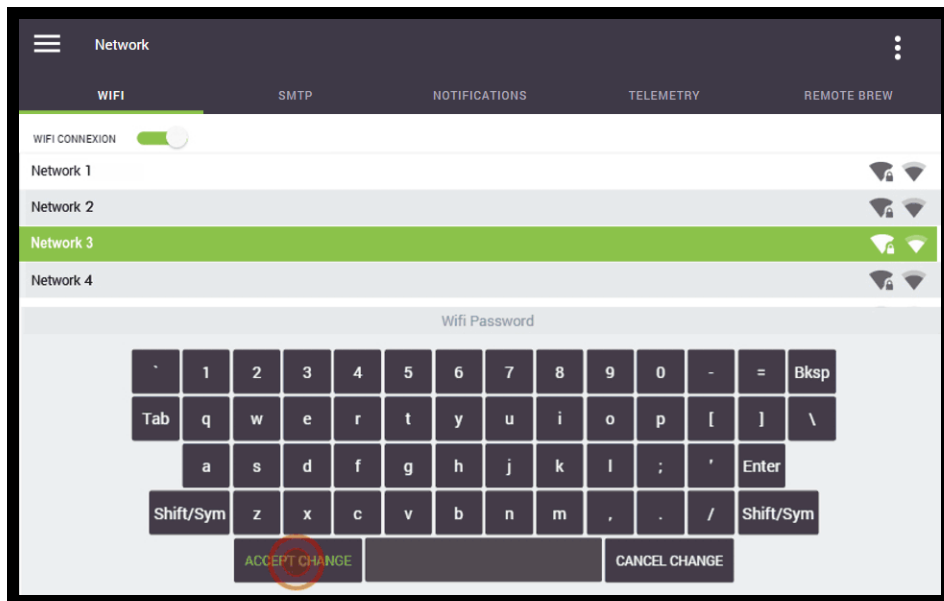 Network
WIFI SMTP NOTIFICATIONS TELEMETRY REMOTE BREW
WIFI CONNEXION
Network 1
Network 2
Network 3
Network 4
Wifi Password
` 1 2 3 4 5 6 7 8 9 0 - = Bksp
Tab q w e r t y u i o p [ ] \
a s d f g h j k l ; ' Enter
Shift/Sym z x c v b n m , . / Shift/Sym
ACCEPT CHANGE CANCEL CHANGE